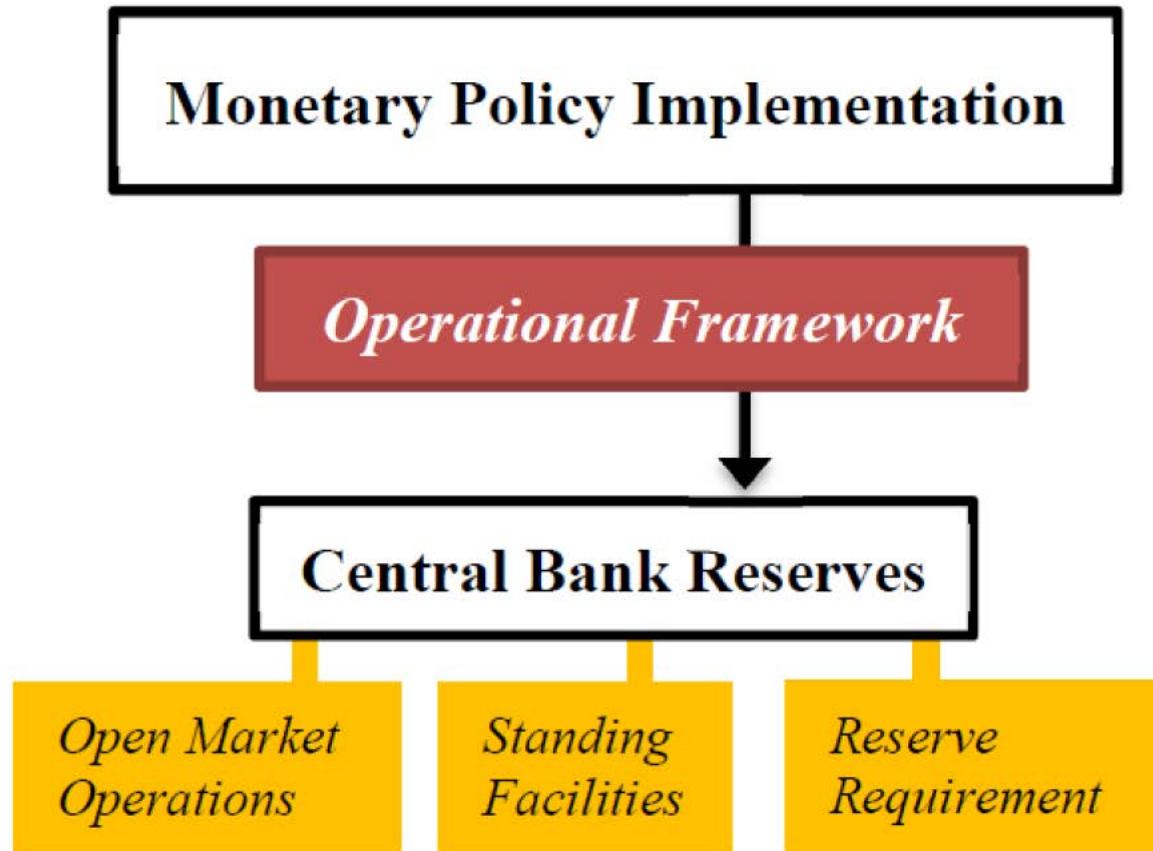 Monetary Policy Implementation
Operational Framework
Central Bank Reserves
Open Market
Operations
Standing
Facilities
Reserve
Requirement